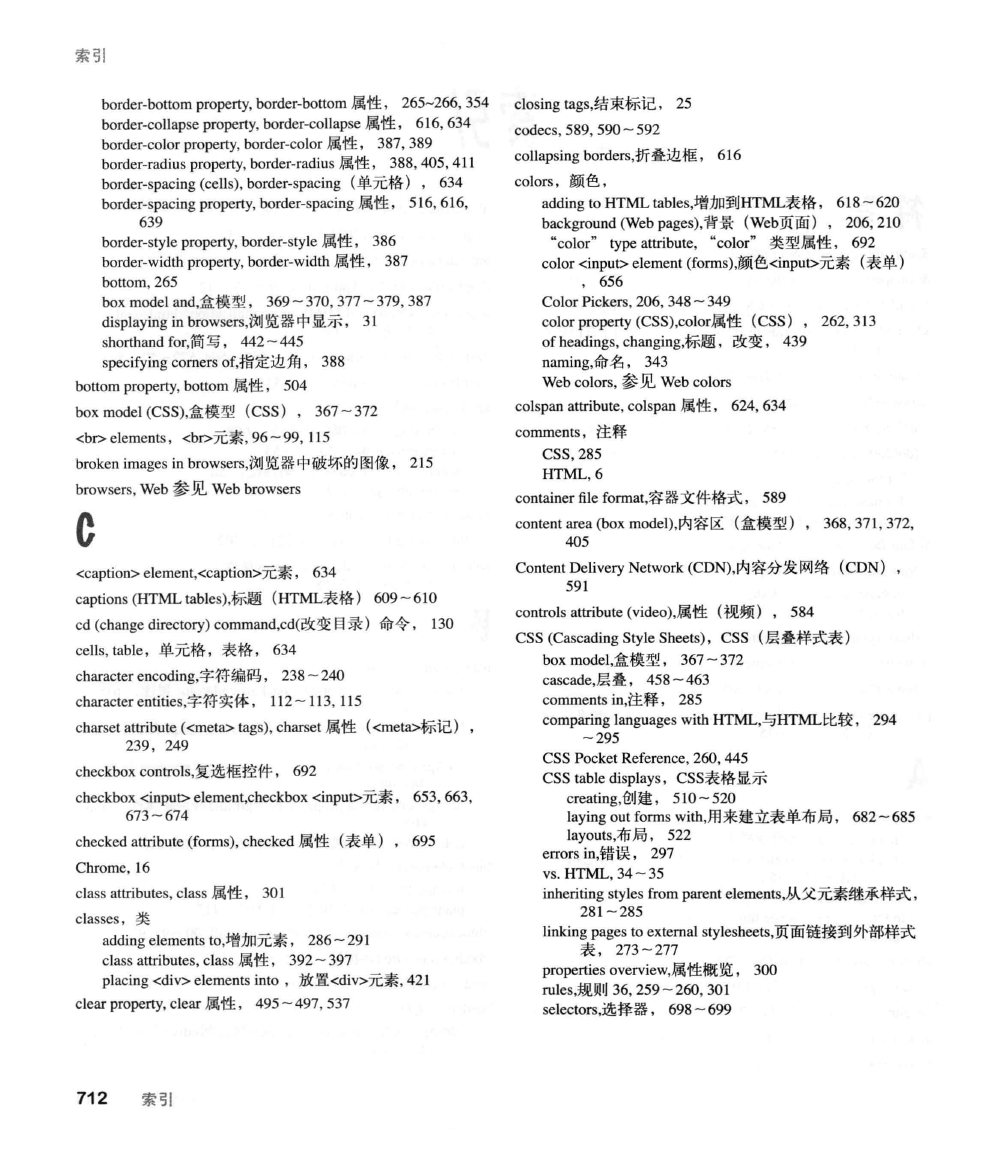 索引
border-bottom property, border-bottom 属性， 265~266, 354
border-collapse property, border-collapse 属性， 616, 634
border-color property, border-color 属性， 387, 389
border-radius property, border-radius 属性， 388, 405, 411
border-spacing (cells), border-spacing（单元格）， 634
border-spacing property, border-spacing 属性， 516, 616,
639
border-style property, border-style 属性， 386
border-width property, border-width 属性， 387
bottom, 265
box model and,盒模型， 369～370, 377～379, 387
displaying in browsers,浏览器中显示， 31
shorthand for,简写， 442～445
specifying corners of,指定边角， 388
bottom property, bottom 属性， 504
box model (CSS),盒模型（CSS）， 367～372
<br> elements，<br>元素, 96～99, 115
broken images in browsers,浏览器中破坏的图像， 215
browsers, Web 参见 Web browsers
C
<caption> element,<caption>元素， 634
captions (HTML tables),标题（HTML表格）609～610
cd (change directory) command,cd(改变目录）命令， 130
cells, table，单元格，表格， 634
character encoding,字符编码， 238～240
character entities,字符实体， 112～113, 115
charset attribute (<meta> tags), charset 属性（<meta>标记），
239，249
checkbox controls,复选框控件， 692
checkbox <input> element,checkbox <input>元素， 653, 663,
673～674
checked attribute (forms), checked 属性（表单）， 695
Chrome, 16
class attributes, class 属性， 301
classes，类
adding elements to,增加元素， 286～291
class attributes, class 属性， 392～397
placing <div> elements into ，放置<div>元素, 421
clear property, clear 属性， 495～497, 537
closing tags,结束标记， 25
codecs, 589, 590～592
collapsing borders,折叠边框， 616
colors，颜色，
adding to HTML tables,增加到HTML表格， 618～620
background (Web pages),背景（Web页面）， 206, 210
“color” type attribute, “color” 类型属性， 692
color <input> element (forms),颜色<input>元素（表单）
， 656
Color Pickers, 206, 348～349
color property (CSS),color属性（CSS）， 262, 313
of headings, changing,标题，改变， 439
naming,命名， 343
Web colors, 参见 Web colors
colspan attribute, colspan 属性， 624, 634
comments，注释
CSS, 285
HTML, 6
container file format,容器文件格式， 589
content area (box model),内容区（盒模型）， 368, 371, 372,
405
Content Delivery Network (CDN),内容分发网络（CDN），
591
controls attribute (video),属性（视频）， 584
CSS (Cascading Style Sheets)，CSS（层叠样式表）
box model,盒模型， 367～372
cascade,层叠， 458～463
comments in,注释， 285
comparing languages with HTML,与HTML比较， 294
～295
CSS Pocket Reference, 260, 445
CSS table displays，CSS表格显示
creating,创建， 510～520
laying out forms with,用来建立表单布局， 682～685
layouts,布局， 522
errors in,错误， 297
vs. HTML, 34～35
inheriting styles from parent elements,从父元素继承样式，
281～285
linking pages to external stylesheets,页面链接到外部样式
表， 273～277
properties overview,属性概览， 300
rules,规则 36, 259～260, 301
selectors,选择器， 698～699
712 索引